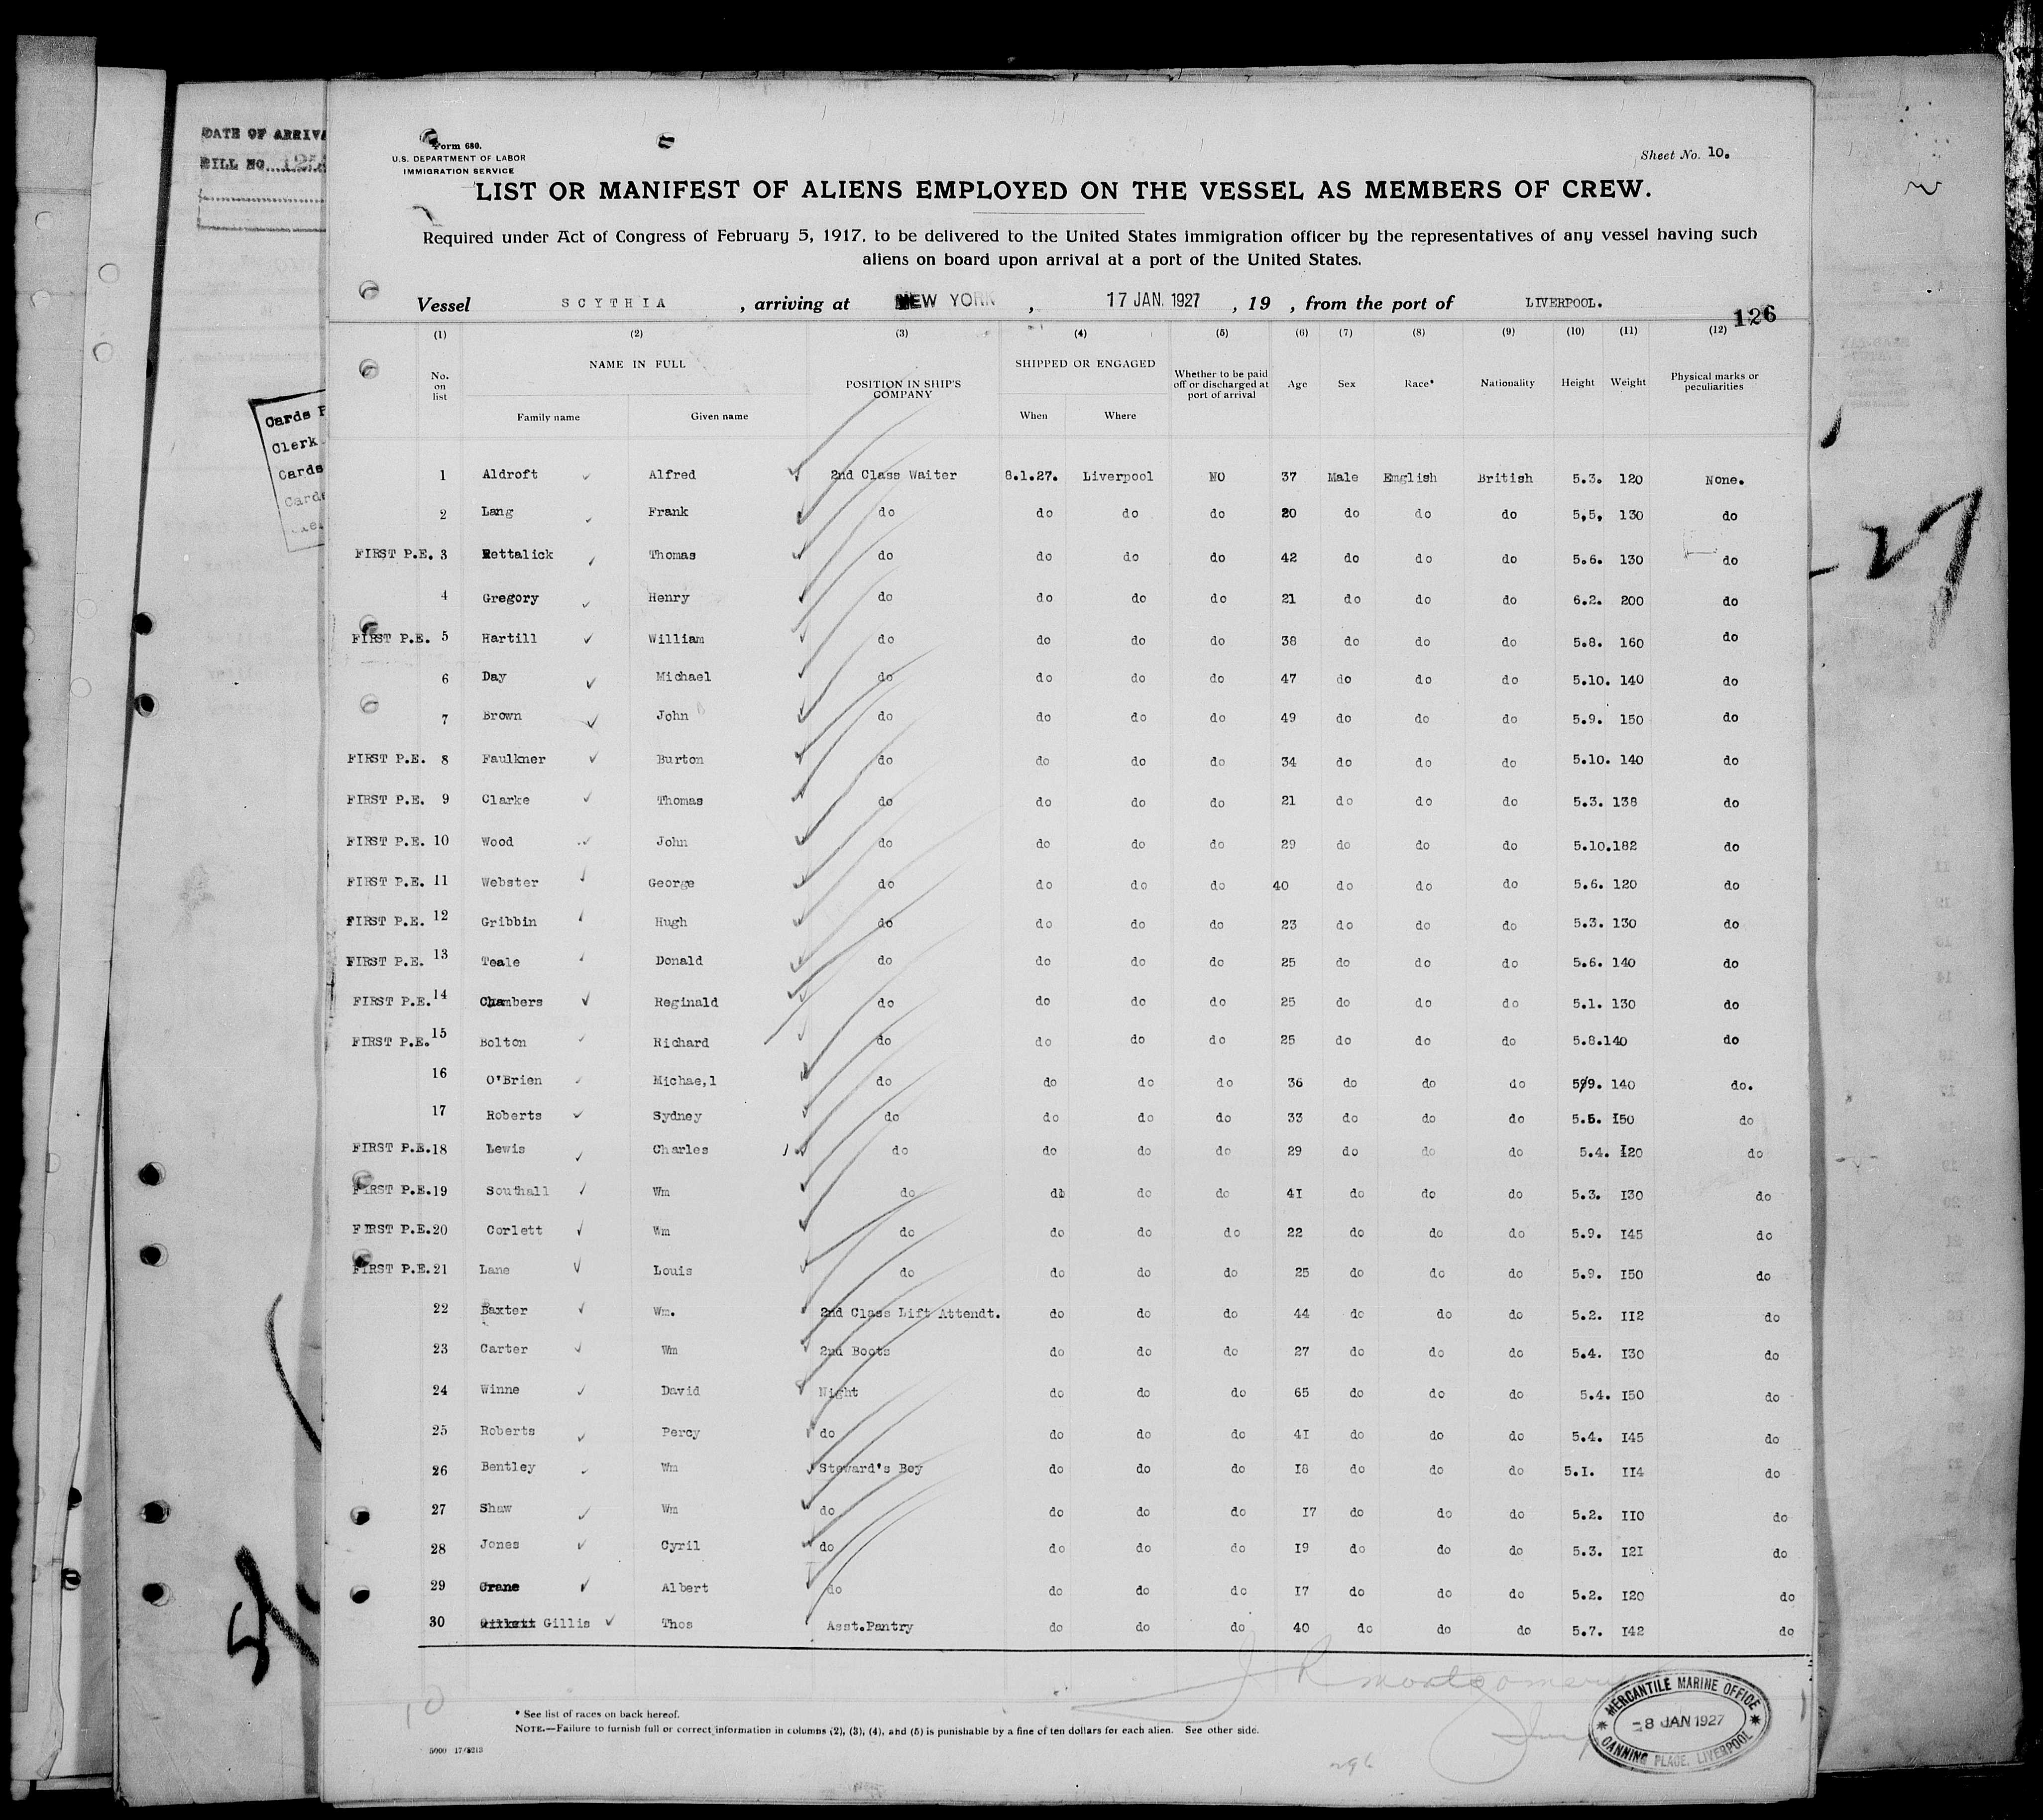 DATE OF ARRIVA
BILL NO.
Cards
Clerk
Cards
Form 680.
U.S. DEPARTMENT OF LABOR
IMMIGRATION SERVICE
Sheet No. 10.
LIST OR MANIFEST OF ALIENS EMPLOYED ON THE VESSEL AS MEMBERS OF CREW.
Required under Act of Congress of February 5, 1917, to be delivered to the United States immigration officer by the representatives of any vessel having such
aliens on board upon arrival at a port of the United States.
Vessel SCYTHIA , arriving at NEW YORK , 17 JAN. 1927 , 19 , from the port of LIVERPOOL.
126
(1) (2) (3) (4) (5) (6) (7) (8) (9) (10) (11) (12)
No. on list NAME IN FULL Family name Given name POSITION IN SHIP'S COMPANY SHIPPED OR ENGAGED When Where Whether to be paid off or discharged at port of arrival Age Sex Race* Nationality Height Weight Physical marks or peculiarities
1 Aldroft Alfred 2nd Class Waiter 8.1.27. Liverpool NO 37 Male English British 5.3. 120 None.
2 Lang Frank do do do do 20 do do do 5,5, 130 do
FIRST P.E. 3 Rettalick Thomas do do do do 42 do do do 5.6. 130 do
4 Gregory Henry do do do do 21 do do do 6.2. 200 do
FIRST P.E. 5 Hartill William do do do do 38 do do do 5.8. 160 do
6 Day Michael do do do do 47 do do do 5.10. 140 do
7 Brown John do do do do 49 do do do 5.9. 150 do
FIRST P.E. 8 Faulkner Burton do do do do 34 do do do 5.10. 140 do
FIRST P.E. 9 Clarke Thomas do do do do 21 do do do 5.3. 138 do
FIRST P.E. 10 Wood John do do do do 29 do do do 5.10. 182 do
FIRST P.E. 11 Webster George do do do do 40 do do do 5.6. 120 do
FIRST P.E. 12 Gribbin Hugh do do do do 23 do do do 5.3. 130 do
FIRST P.E. 13 Teale Donald do do do do 25 do do do 5.6. 140 do
FIRST P.E. 14 Chambers Reginald do do do do 25 do do do 5.1. 130 do
FIRST P.E. 15 Bolton Richard do do do do 25 do do do 5.8. 140 do
16 O'Brien Michae,l do do do do 36 do do do 5/9. 140 do.
17 Roberts Sydney do do do do 33 do do do 5.5. I50 do
FIRST P.E. 18 Lewis Charles do do do do 29 do do do 5.4. I20 do
FIRST P.E. 19 Southall Wm do do do do 4I do do do 5.3. I30 do
FIRST P.E. 20 Corlett Wm do do do do 22 do do do 5.9. I45 do
FIRST P.E. 21 Lane Louis do do do do 25 do do do 5.9. I50 do
22 Baxter Wm. 2nd Class Lift Attendt. do do do 44 do do do 5.2. II2 do
23 Carter Wm 2nd Boots do do do 27 do do do 5.4. I30 do
24 Winne David Night do do do 65 do do do 5.4. I50 do
25 Roberts Percy do do do do 4I do do do 5.4. I45 do
26 Bentley Wm Steward's Boy do do do I8 do do do 5.I. II4 do
27 Shaw Wm do do do do I7 do do do 5.2. IIO do
28 Jones Cyril do do do do I9 do do do 5.3. I2I do
29 Crane Albert do do do do I7 do do do 5.2. I20 do
30 Gillett Gillis Thos Asst.Pantry do do do 40 do do do 5.7. I42 do
J R Montgomery
MERCANTILE MARINE OFFICE
-8 JAN 1927
CANNING PLACE, LIVERPOOL
10
* See list of races on back hereof.
NOTE.—Failure to furnish full or correct information in columns (2), (3), (4), and (5) is punishable by a fine of ten dollars for each alien. See other side.
296